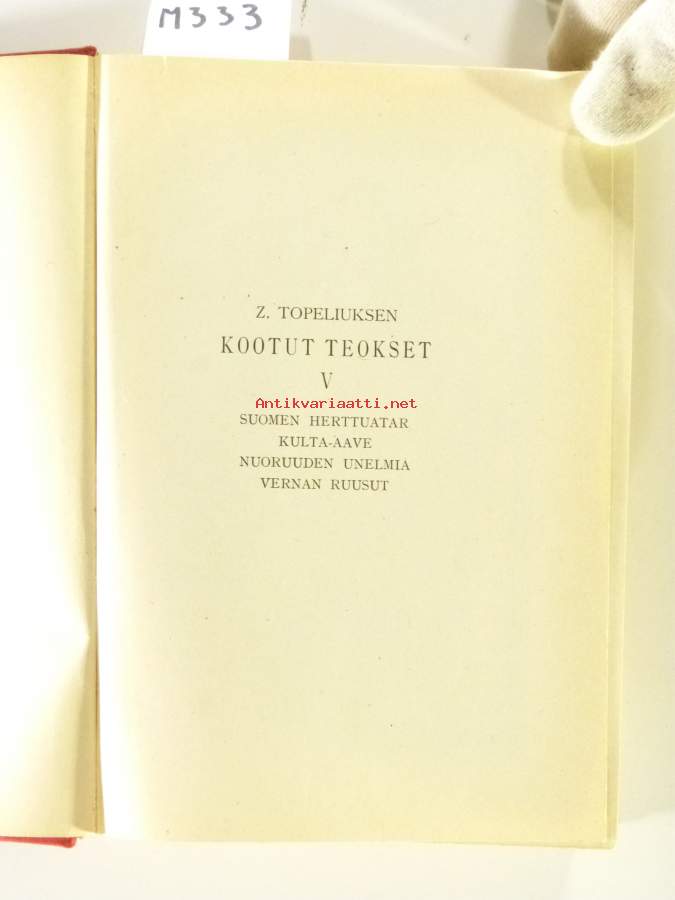 M333
Z. TOPELIUKSEN
KOOTUT TEOKSET
V
Antikvariaatti.net
SUOMEN HERTTUATAR
KULTA-AAVE
NUORUUDEN UNELMIA
VERNAN RUUSUT